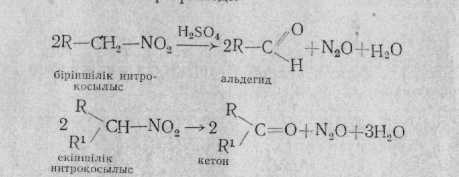 2R—CH₂—NO₂ —H₂SO₄→ 2R—C(=O)—H +N₂O+H₂O
біріншілік нитро-
қосылыс
альдегид
2 R R¹ CH—NO₂→2 R R¹ C=O+N₂O+3H₂O
екіншілік
нитроқосылыс
кетон